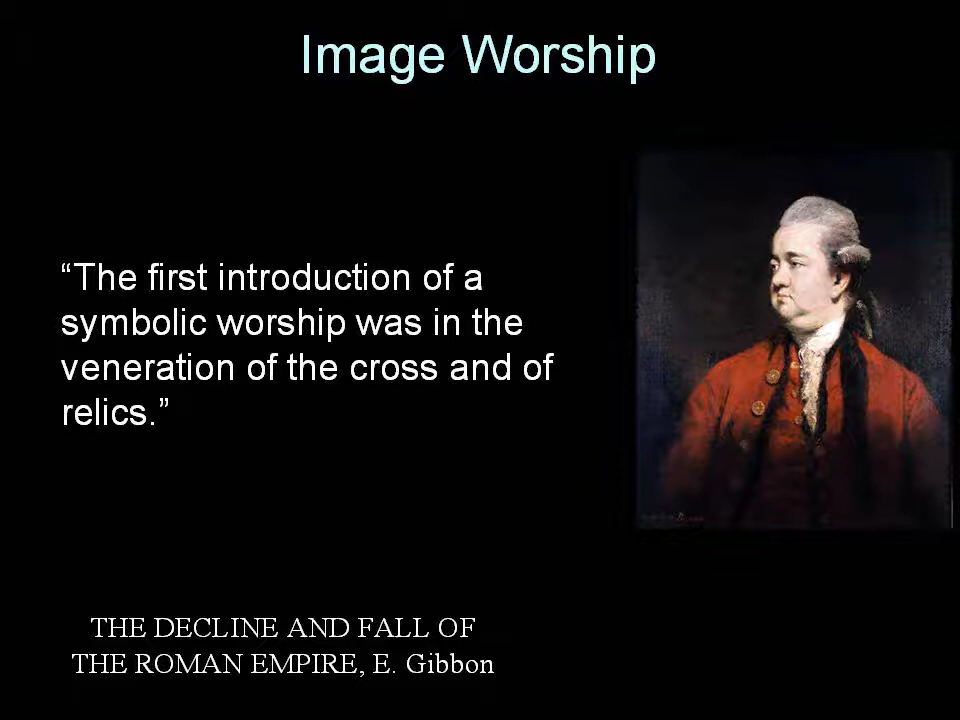 Image Worship
“The first introduction of a
symbolic worship was in the
veneration of the cross and of
relics.”
THE DECLINE AND FALL OF
THE ROMAN EMPIRE, E. Gibbon